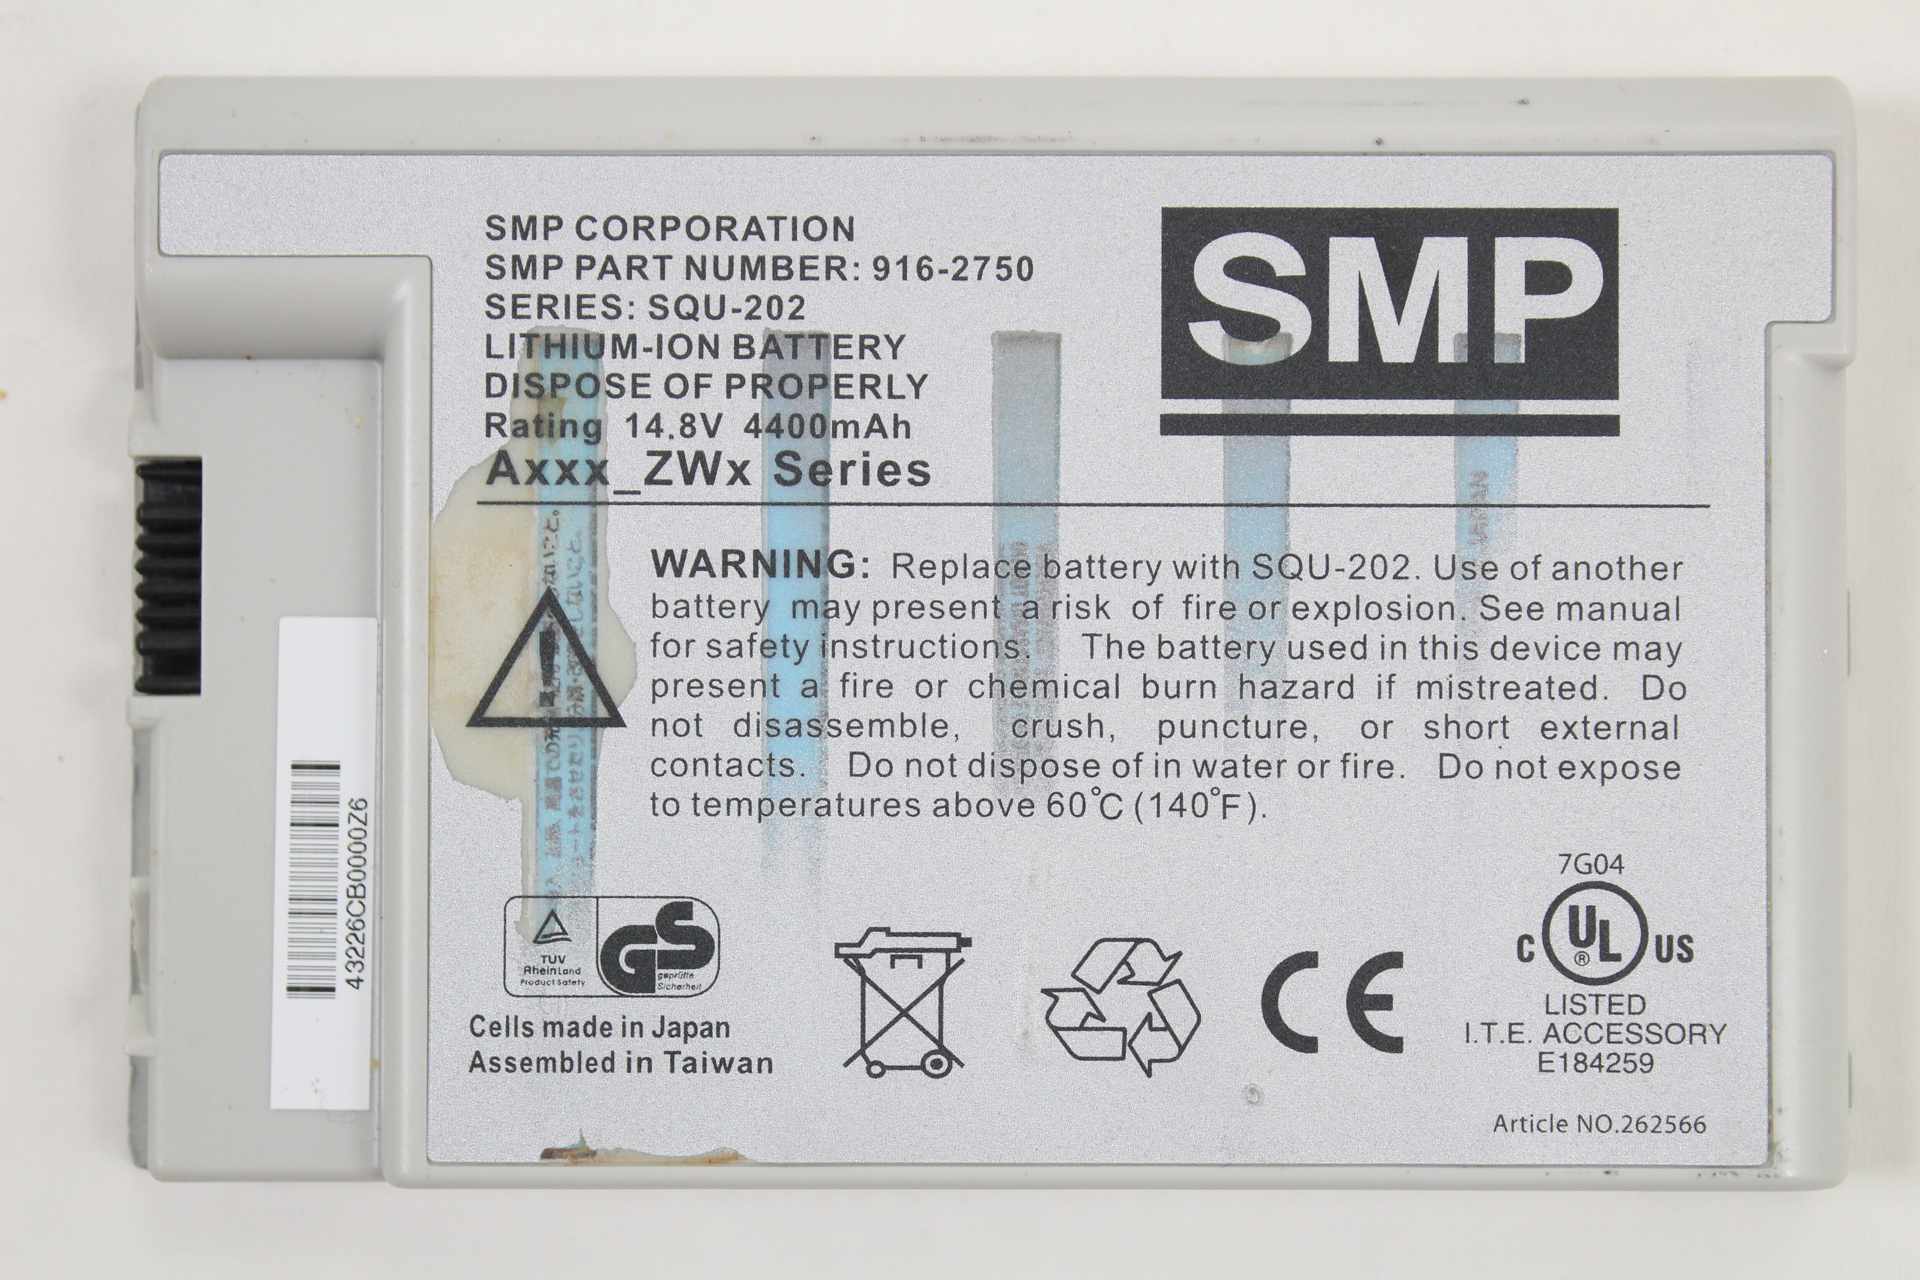 SMP CORPORATION
SMP PART NUMBER: 916-2750
SERIES: SQU-202
LITHIUM-ION BATTERY
DISPOSE OF PROPERLY
Rating 14.8V 4400mAh
Axxx_ZWx Series
SMP
JAPAN
WARNING: Replace battery with SQU-202. Use of another
battery may present a risk of fire or explosion. See manual
for safety instructions. The battery used in this device may
present a fire or chemical burn hazard if mistreated. Do
not disassemble, crush, puncture, or short external
contacts. Do not dispose of in water or fire. Do not expose
to temperatures above 60°C (140°F).
43226CB0000Z6
TUV
RheinLand
Product Safety
GS
geprüfte
Sicherheit
Cells made in Japan
Assembled in Taiwan
CE
7G04
C UL ® US
LISTED
I.T.E. ACCESSORY
E184259
Article NO.262566